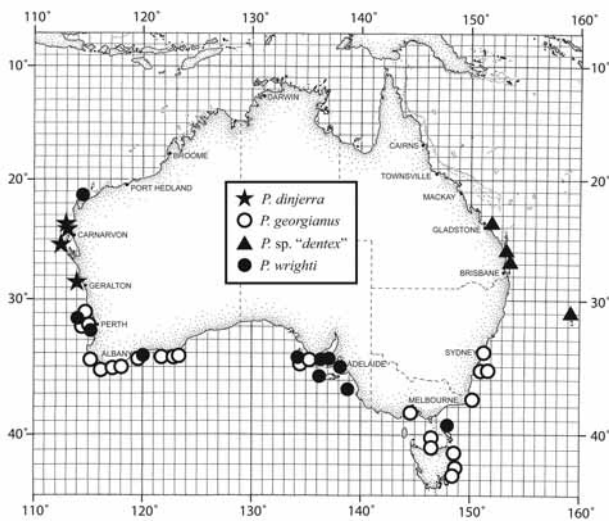 110° 120° 130° 140° 150° 160°
10° 10°
DARWIN
CAIRNS
BROOME
TOWNSVILLE
PORT HEDLAND
20° 20°
MACKAY
★ P. dinjerra
○ P. georgianus
▲ P. sp. "dentex"
● P. wrighti
GLADSTONE
CARNARVON
BRISBANE
GERALTON
30° 30°
PERTH
SYDNEY
ALBANY
ADELAIDE
MELBOURNE
40° 40°
110° 120° 130° 140° 150° 160°